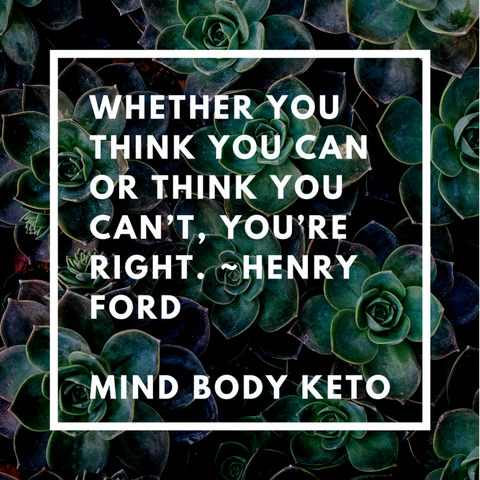 WHETHER YOU
THINK YOU CAN
OR THINK YOU
CAN’T, YOU’RE
RIGHT. ~HENRY
FORD
MIND BODY KETO